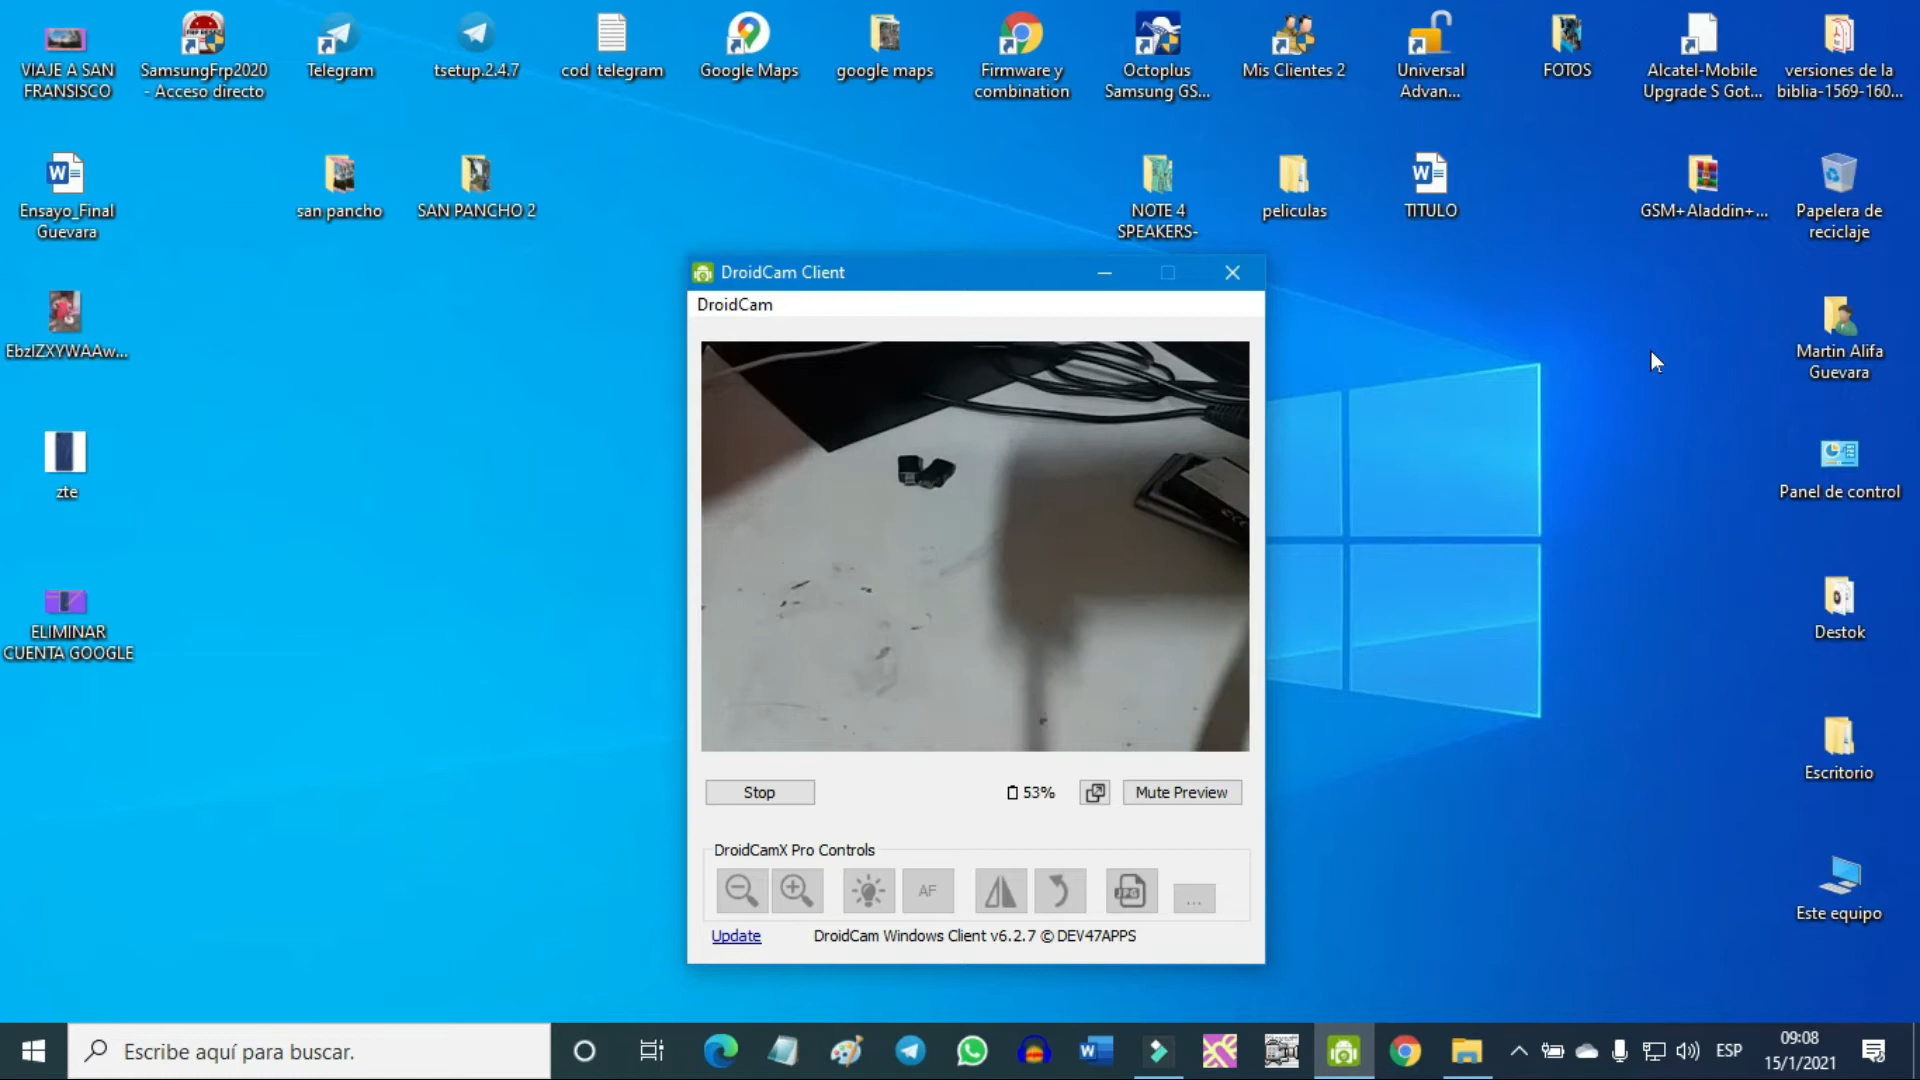 VIAJE A SAN
FRANSISCO
SamsungFrp2020
- Acceso directo
Telegram
tsetup.2.4.7
cod telegram
Google Maps
google maps
Firmware y
combination
Octoplus
Samsung GS...
Mis Clientes 2
Universal
Advan...
FOTOS
Alcatel-Mobile
Upgrade S Got...
versiones de la
biblia-1569-160...
Ensayo_Final
Guevara
san pancho
SAN PANCHO 2
NOTE 4
SPEAKERS-
peliculas
TITULO
GSM+Aladdin+...
Papelera de
reciclaje
EbzIZXYWAAw...
Martin Alifa
Guevara
zte
Panel de control
ELIMINAR
CUENTA GOOGLE
Destok
Escritorio
Este equipo
DroidCam Client
DroidCam
Stop
53%
Mute Preview
DroidCamX Pro Controls
AF
JPG
...
Update
DroidCam Windows Client v6.2.7 © DEV47APPS
Escribe aquí para buscar.
ESP
09:08
15/1/2021